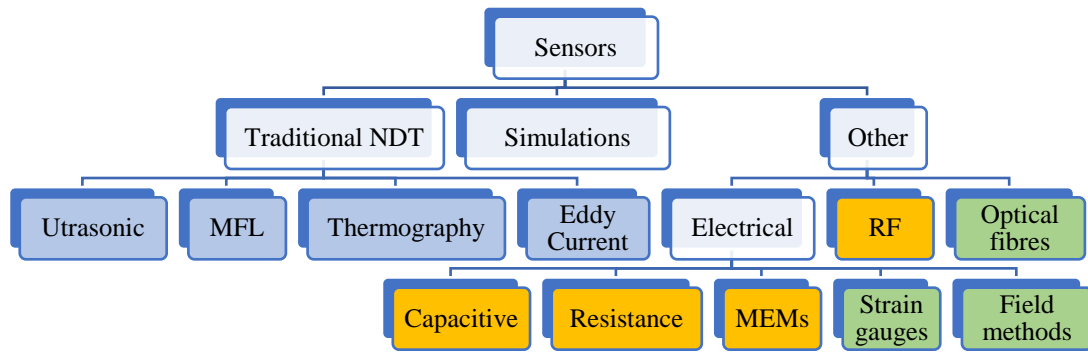 Sensors
Traditional NDT
Simulations
Other
Utrasonic
MFL
Thermography
Eddy
Current
Electrical
RF
Optical
fibres
Capacitive
Resistance
MEMs
Strain
gauges
Field
methods